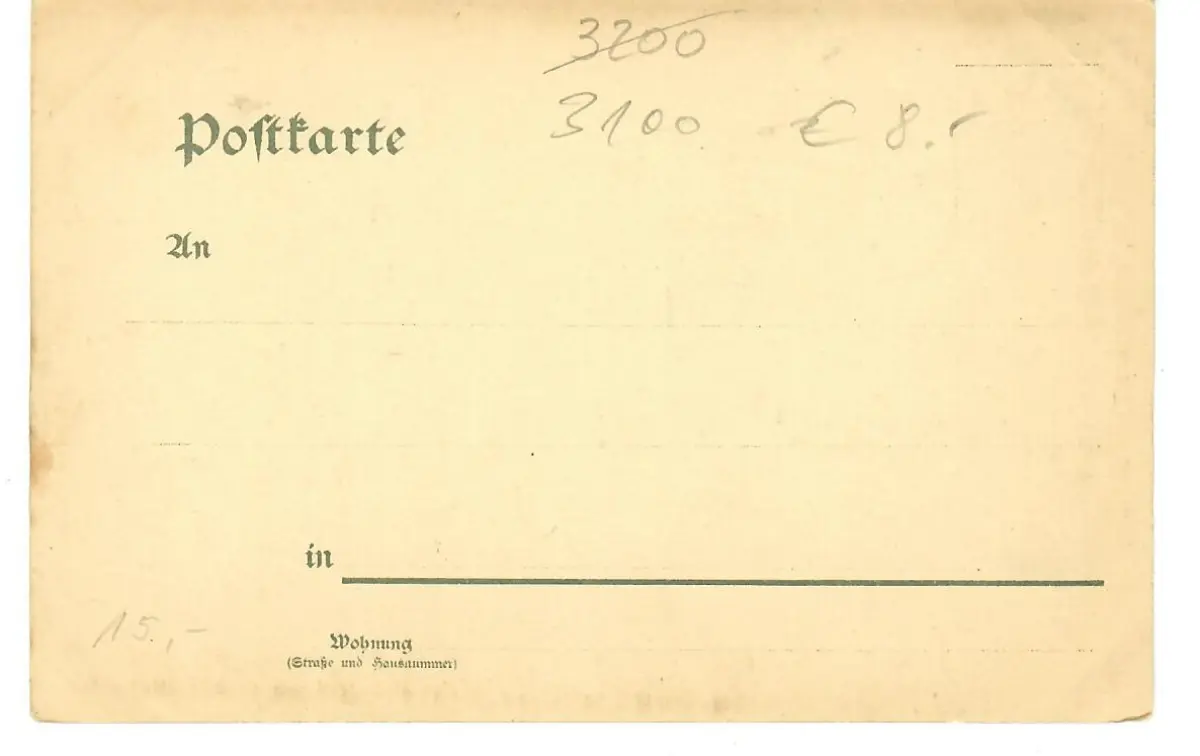 3200
3100 € 8.-
Postkarte
An
in
15,-
Wohnung
(Straße und Hausnummer)